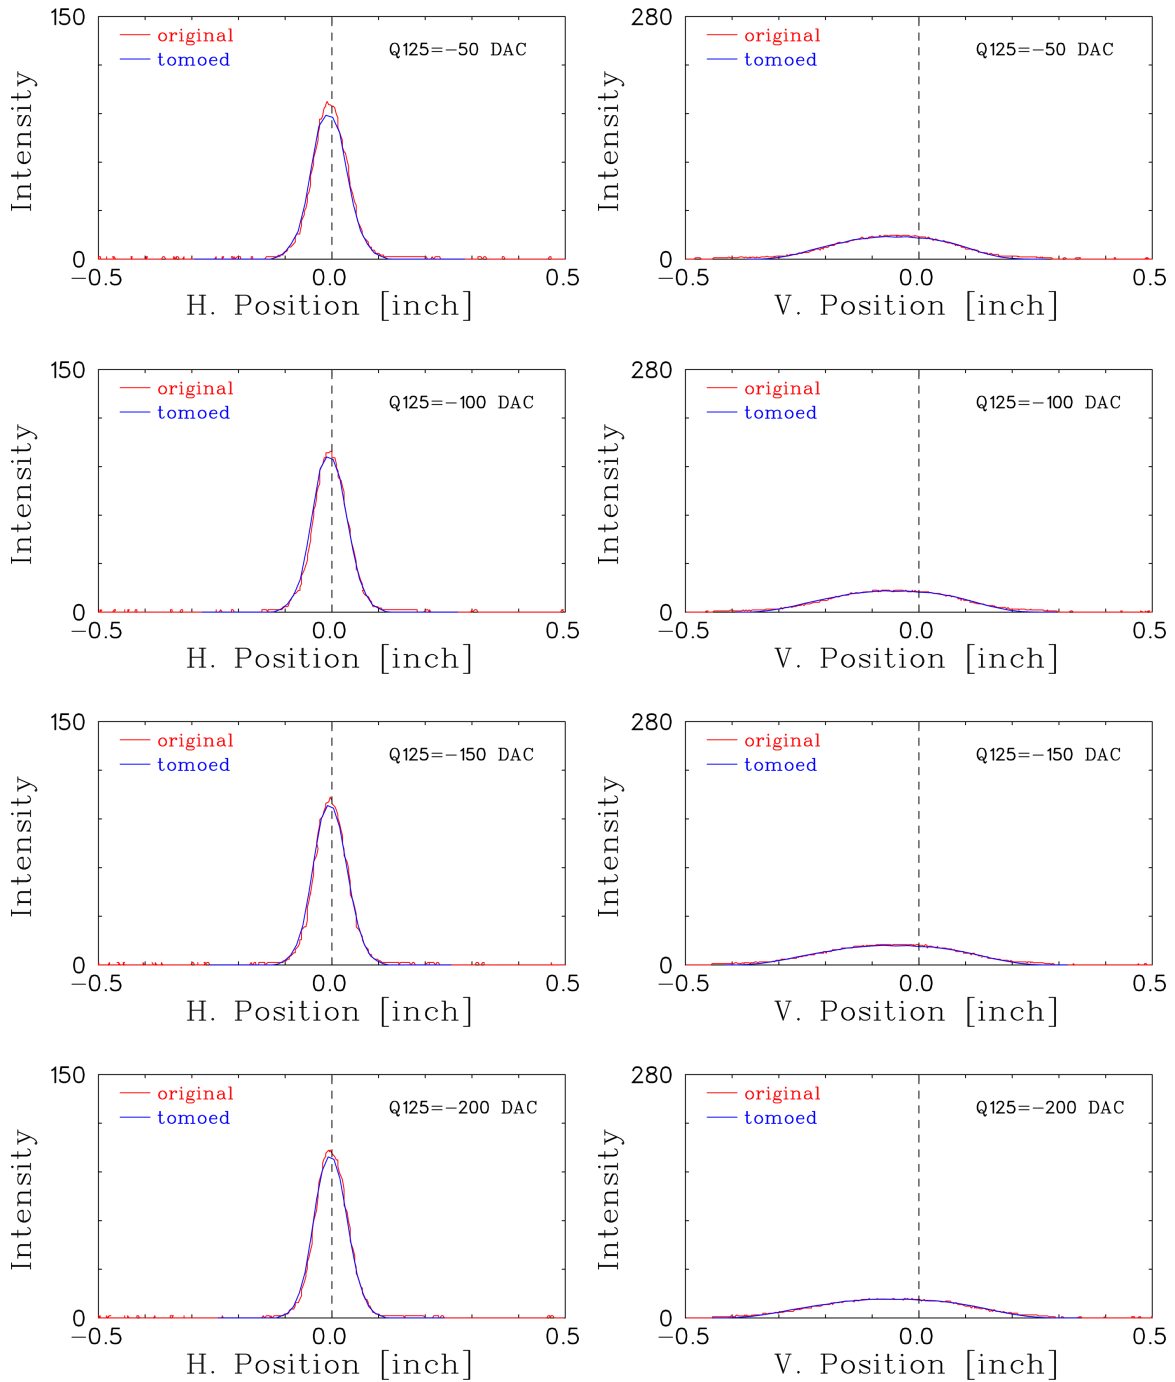 150
original
tomoed
Q125=−50 DAC
Intensity
0
−0.5
0.0
0.5
H. Position [inch]
280
original
tomoed
Q125=−50 DAC
Intensity
0
−0.5
0.0
0.5
V. Position [inch]
150
original
tomoed
Q125=−100 DAC
Intensity
0
−0.5
0.0
0.5
H. Position [inch]
280
original
tomoed
Q125=−100 DAC
Intensity
0
−0.5
0.0
0.5
V. Position [inch]
150
original
tomoed
Q125=−150 DAC
Intensity
0
−0.5
0.0
0.5
H. Position [inch]
280
original
tomoed
Q125=−150 DAC
Intensity
0
−0.5
0.0
0.5
V. Position [inch]
150
original
tomoed
Q125=−200 DAC
Intensity
0
−0.5
0.0
0.5
H. Position [inch]
280
original
tomoed
Q125=−200 DAC
Intensity
0
−0.5
0.0
0.5
V. Position [inch]